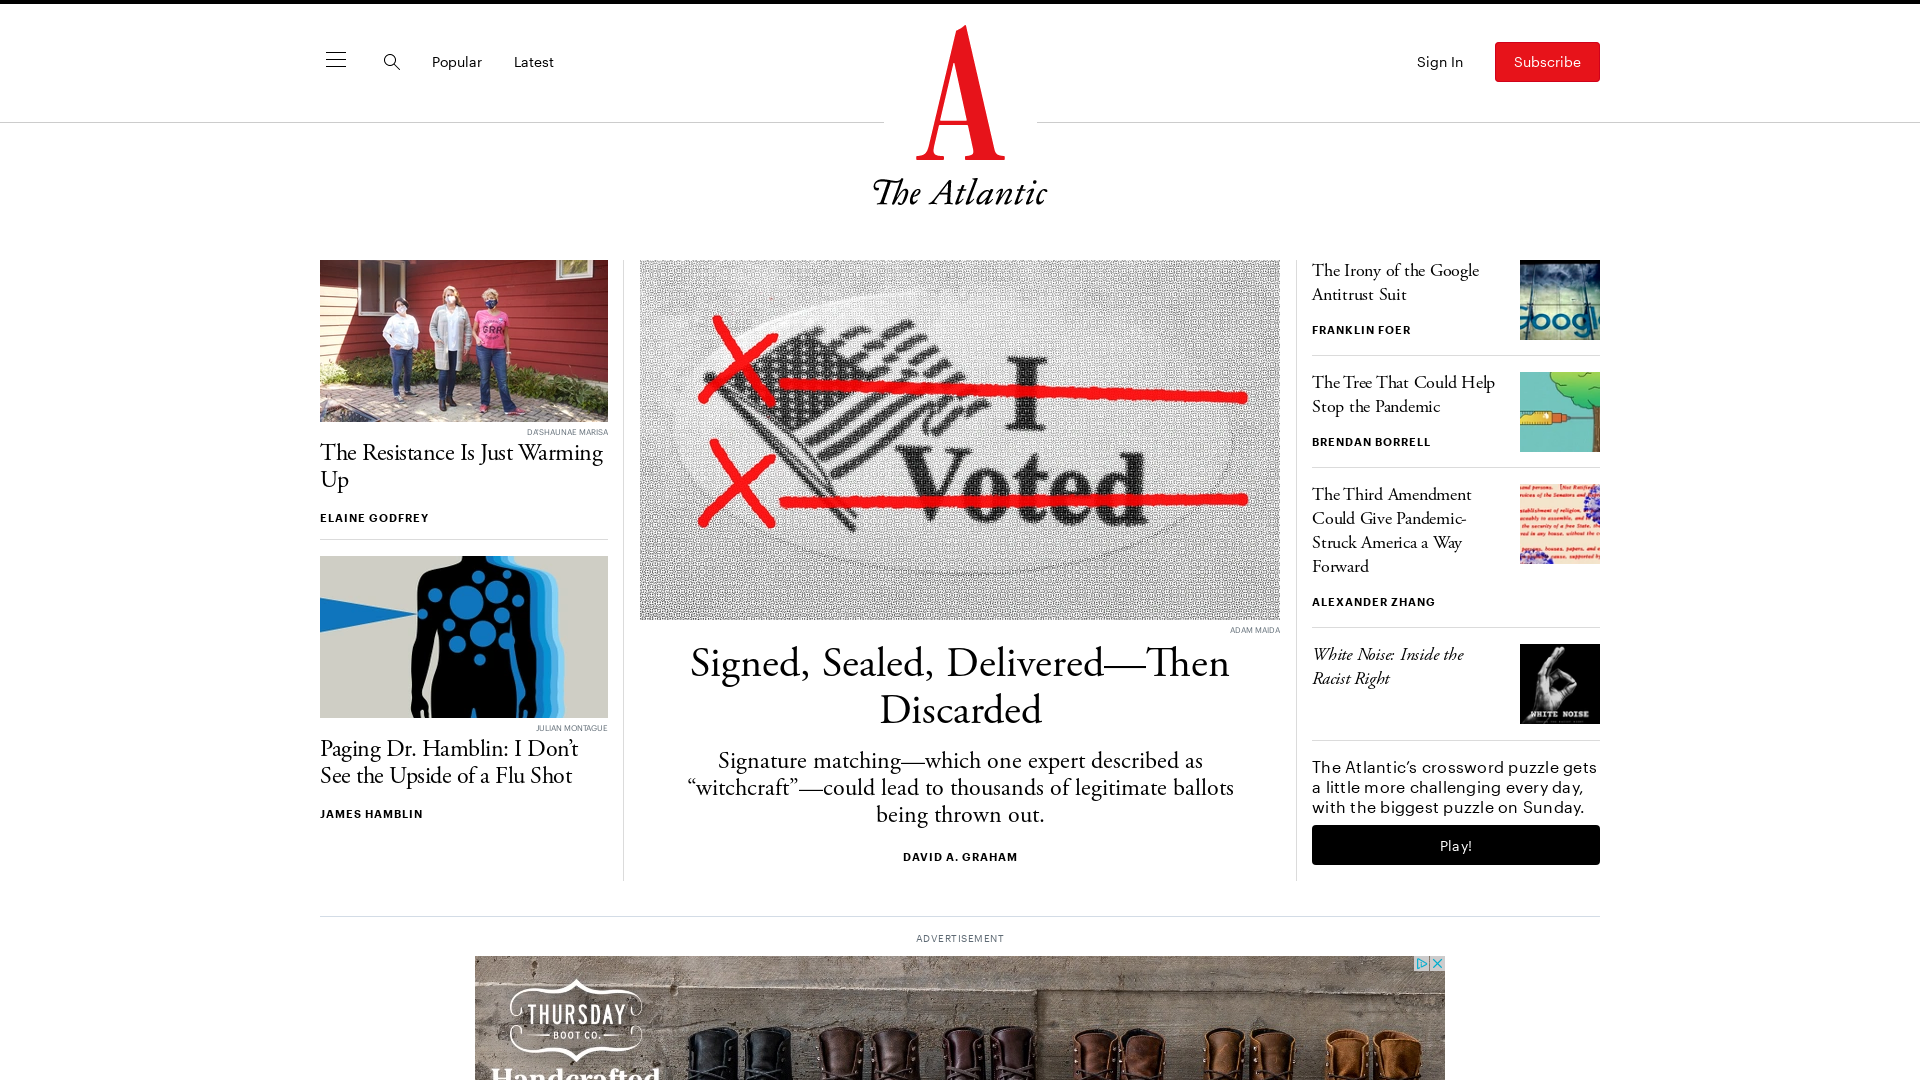 Popular
Latest
A
The Atlantic
Sign In
Subscribe
DA'SHAUNAE MARISA
The Resistance Is Just Warming
Up
ELAINE GODFREY
JULIAN MONTAGUE
Paging Dr. Hamblin: I Don’t
See the Upside of a Flu Shot
JAMES HAMBLIN
I
Voted
ADAM MAIDA
Signed, Sealed, Delivered—Then
Discarded
Signature matching—which one expert described as
“witchcraft”—could lead to thousands of legitimate ballots
being thrown out.
DAVID A. GRAHAM
The Irony of the Google
Antitrust Suit
FRANKLIN FOER
The Tree That Could Help
Stop the Pandemic
BRENDAN BORRELL
The Third Amendment
Could Give Pandemic-
Struck America a Way
Forward
ALEXANDER ZHANG
White Noise: Inside the
Racist Right
WHITE NOISE
The Atlantic’s crossword puzzle gets
a little more challenging every day,
with the biggest puzzle on Sunday.
Play!
ADVERTISEMENT
THURSDAY
BOOT CO.
Handcrafted